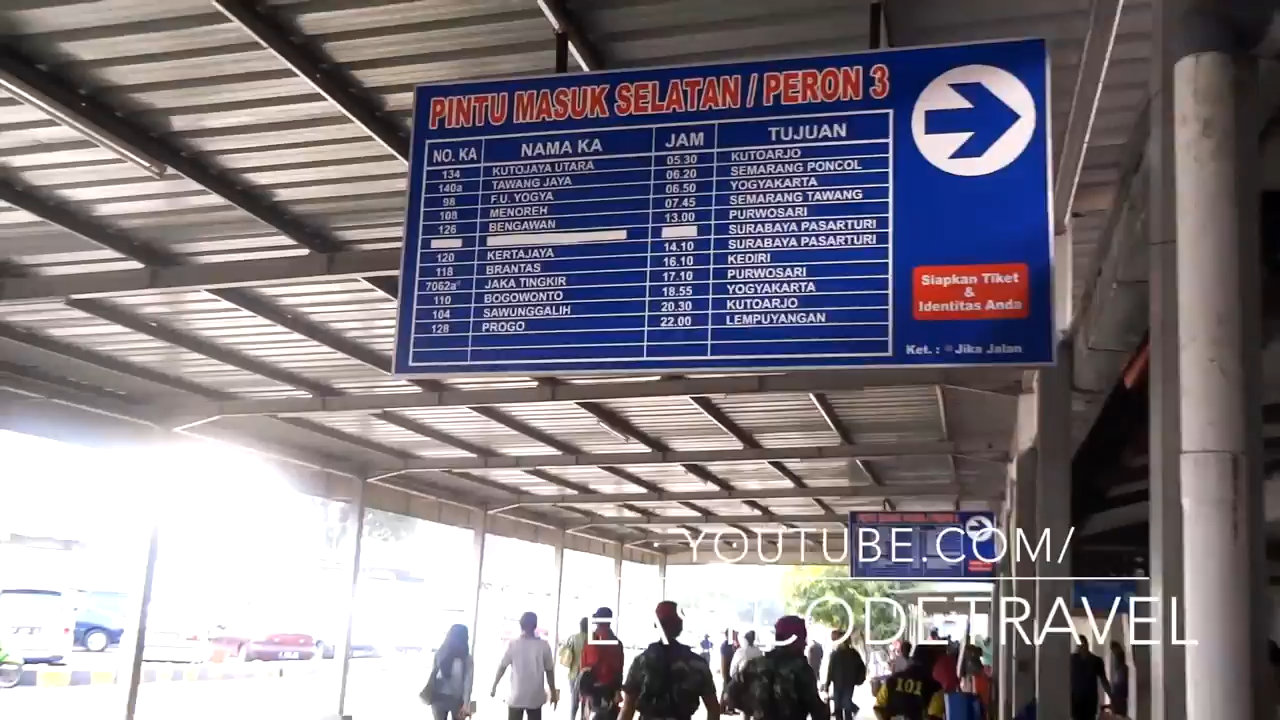 PINTU MASUK SELATAN / PERON 3
NO. KA NAMA KA JAM TUJUAN
134 KUTOJAYA UTARA 05.30 KUTOARJO
140a TAWANG JAYA 06.20 SEMARANG PONCOL
98 F.U. YOGYA 06.50 YOGYAKARTA
108 MENOREH 07.45 SEMARANG TAWANG
126 BENGAWAN 13.00 PURWOSARI
SURABAYA PASARTURI
120 KERTAJAYA 14.10 SURABAYA PASARTURI
118 BRANTAS 16.10 KEDIRI
7062a* JAKA TINGKIR 17.10 PURWOSARI
110 BOGOWONTO 18.55 YOGYAKARTA
104 SAWUNGGALIH 20.30 KUTOARJO
128 PROGO 22.00 LEMPUYANGAN
Siapkan Tiket
&
Identitas Anda
Ket. : * Jika Jalan
YOUTUBE.COM/
101